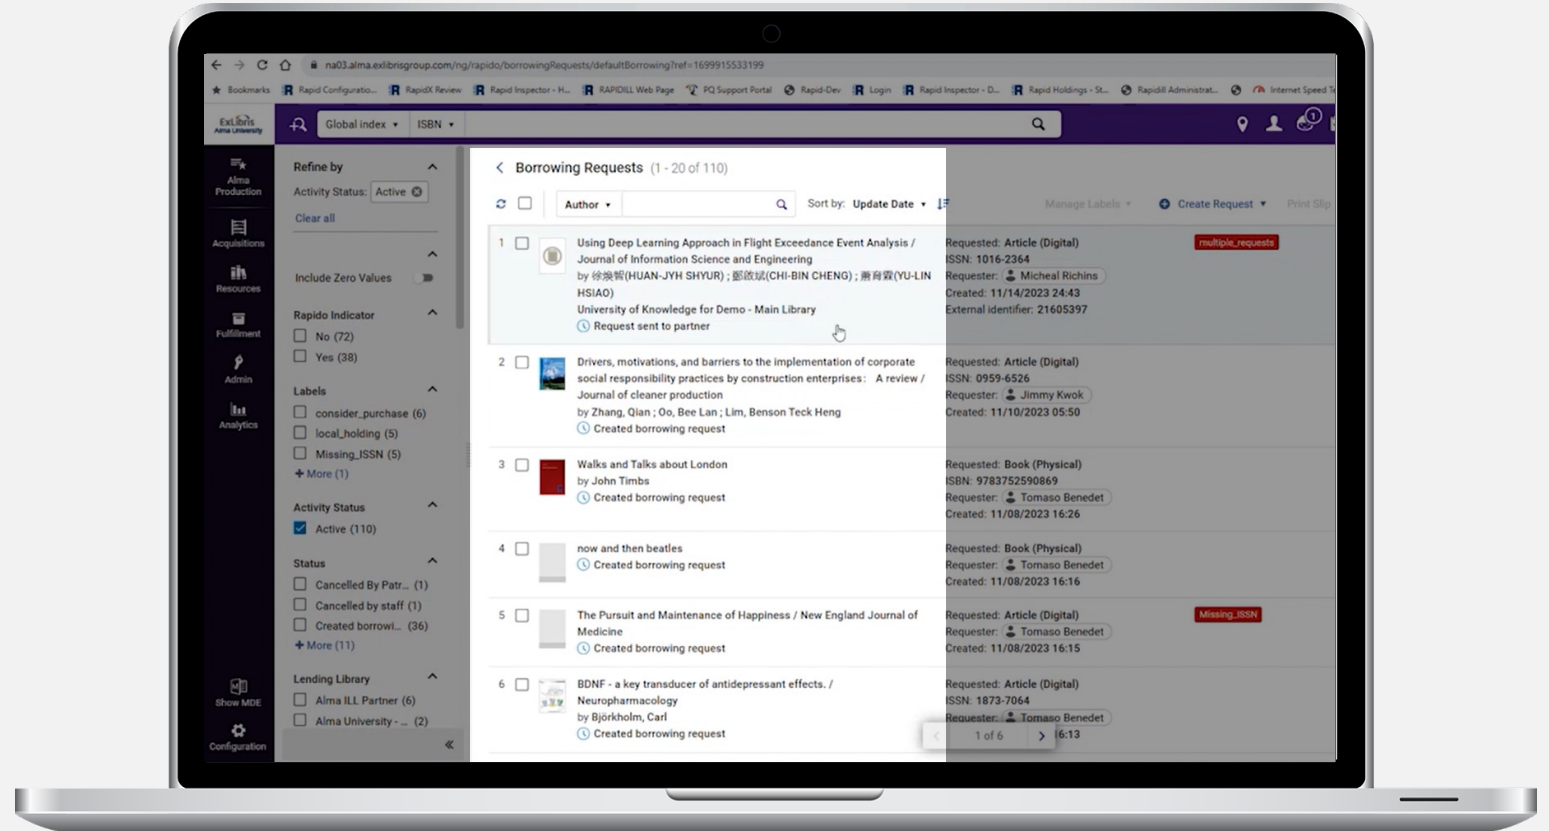 na03.alma.exlibrisgroup.com/ng/rapido/borrowingRequests/defaultBorrowing?ref=1699915533199
Bookmarks
Rapid Configuratio...
RapidX Review
Rapid Inspector - H...
RAPIDILL Web Page
PQ Support Portal
Rapid-Dev
Login
Rapid Inspector - D...
Rapid Holdings - St...
Rapidill Administrat...
Internet Speed Te
ExLibris
Alma University
Global index
ISBN
1
Alma
Production
Acquisitions
Resources
Fulfillment
Admin
Analytics
Show MDE
Configuration
Refine by
Activity Status: Active
Clear all
Include Zero Values
Rapido Indicator
No (72)
Yes (38)
Labels
consider_purchase (6)
local_holding (5)
Missing_ISSN (5)
+ More (1)
Activity Status
Active (110)
Status
Cancelled By Patr... (1)
Cancelled by staff (1)
Created borrowi... (36)
+ More (11)
Lending Library
Alma ILL Partner (6)
Alma University - ... (2)
Borrowing Requests (1 - 20 of 110)
Author
Sort by: Update Date
Manage Labels
Create Request
Print Slip
1
Using Deep Learning Approach in Flight Exceedance Event Analysis /
Journal of Information Science and Engineering
by 徐煥智(HUAN-JYH SHYUR) ; 鄭啟斌(CHI-BIN CHENG) ; 蕭育霖(YU-LIN
HSIAO)
University of Knowledge for Demo - Main Library
Request sent to partner
Requested: Article (Digital)
ISSN: 1016-2364
Requester: Micheal Richins
Created: 11/14/2023 24:43
External identifier: 21605397
multiple_requests
2
Drivers, motivations, and barriers to the implementation of corporate
social responsibility practices by construction enterprises： A review /
Journal of cleaner production
by Zhang, Qian ; Oo, Bee Lan ; Lim, Benson Teck Heng
Created borrowing request
Requested: Article (Digital)
ISSN: 0959-6526
Requester: Jimmy Kwok
Created: 11/10/2023 05:50
3
Walks and Talks about London
by John Timbs
Created borrowing request
Requested: Book (Physical)
ISBN: 9783752590869
Requester: Tomaso Benedet
Created: 11/08/2023 16:26
4
now and then beatles
Created borrowing request
Requested: Book (Physical)
Requester: Tomaso Benedet
Created: 11/08/2023 16:16
5
The Pursuit and Maintenance of Happiness / New England Journal of
Medicine
Created borrowing request
Requested: Article (Digital)
Requester: Tomaso Benedet
Created: 11/08/2023 16:15
Missing_ISSN
6
BDNF - a key transducer of antidepressant effects. /
Neuropharmacology
by Björkholm, Carl
Created borrowing request
Requested: Article (Digital)
ISSN: 1873-7064
Requester: Tomaso Benedet
6:13
1 of 6